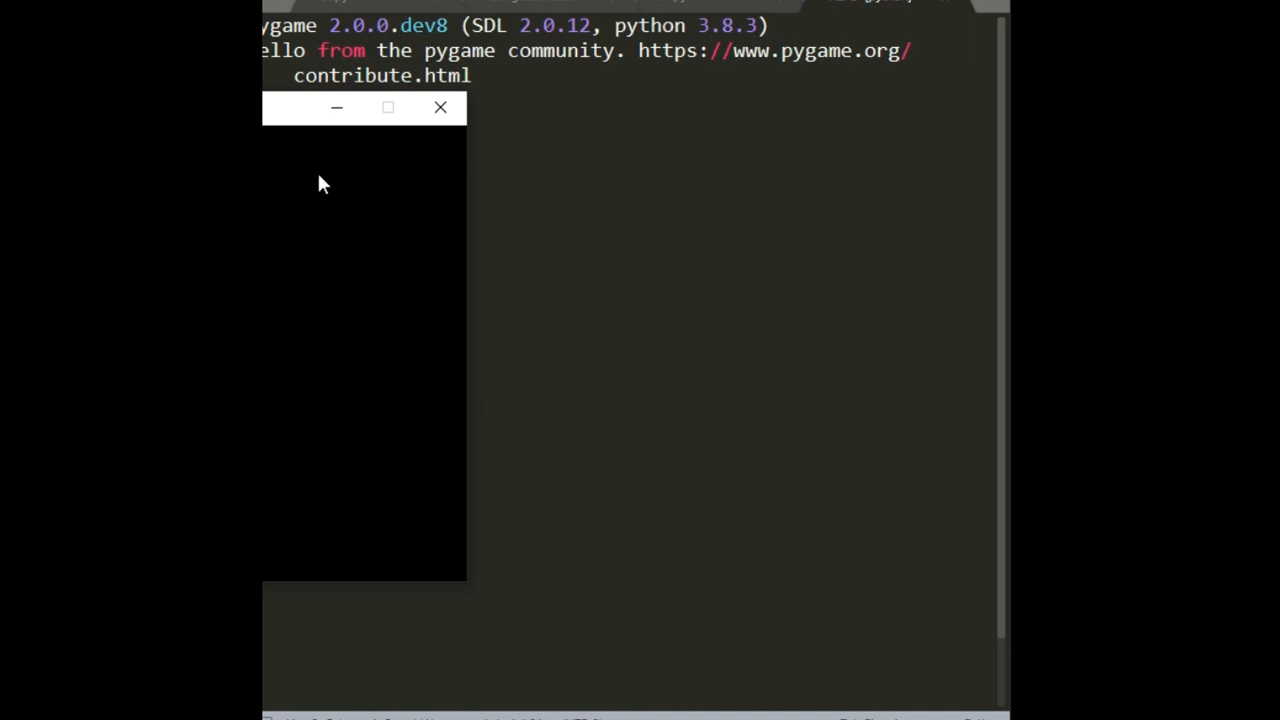 ygame 2.0.0.dev8 (SDL 2.0.12, python 3.8.3)
ello from the pygame community. https://www.pygame.org/
contribute.html